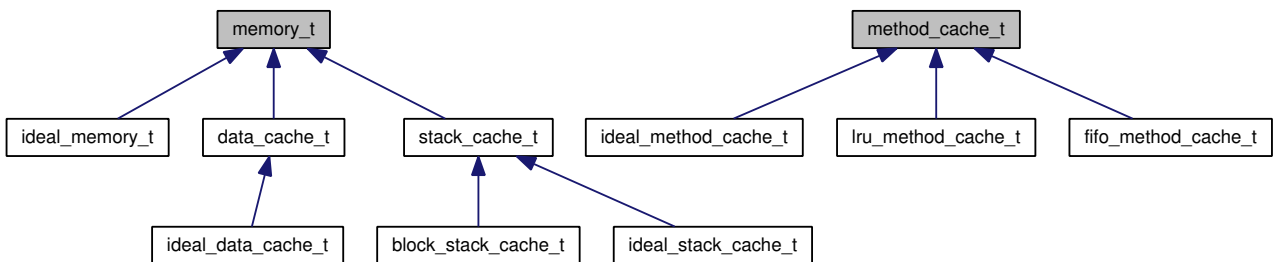 memory_t
method_cache_t
ideal_memory_t
data_cache_t
stack_cache_t
ideal_method_cache_t
lru_method_cache_t
fifo_method_cache_t
ideal_data_cache_t
block_stack_cache_t
ideal_stack_cache_t